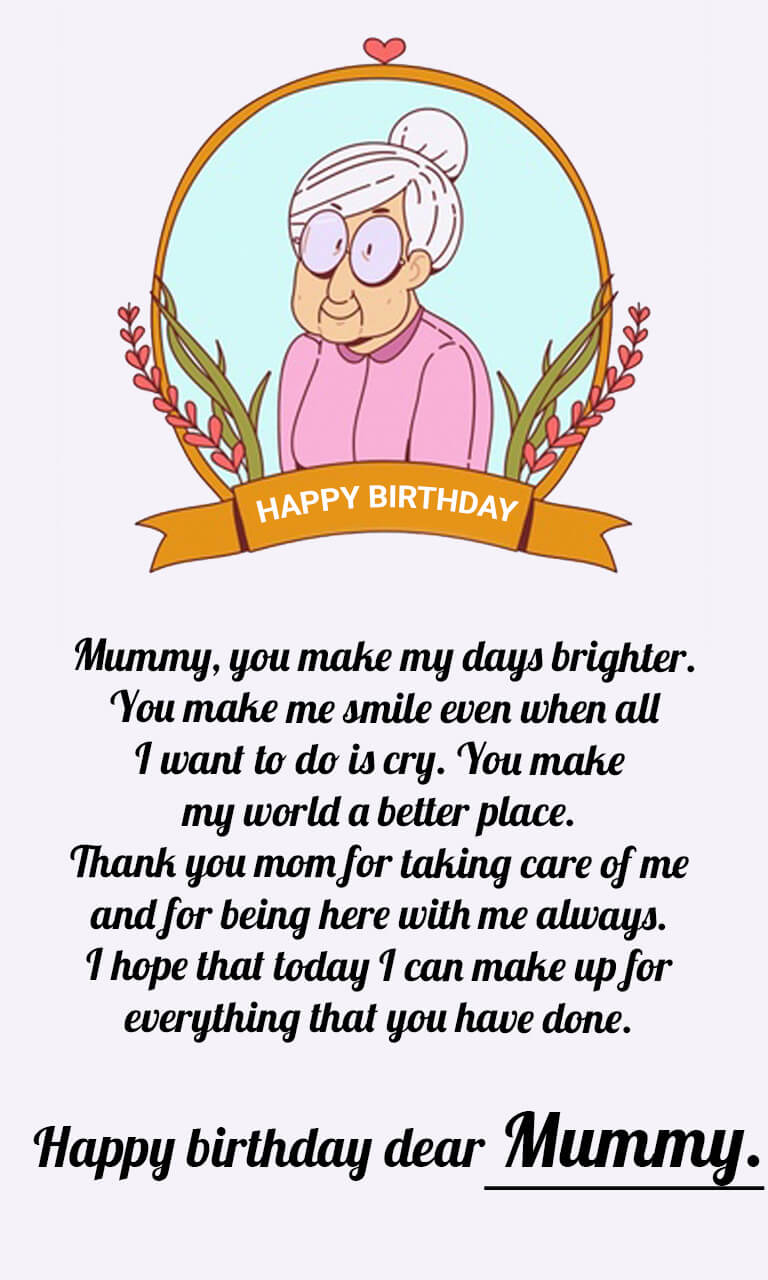 HAPPY BIRTHDAY
Mummy, you make my days brighter.
You make me smile even when all
I want to do is cry. You make
my world a better place.
Thank you mom for taking care of me
and for being here with me always.
I hope that today I can make up for
everything that you have done.
Happy birthday dear Mummy.